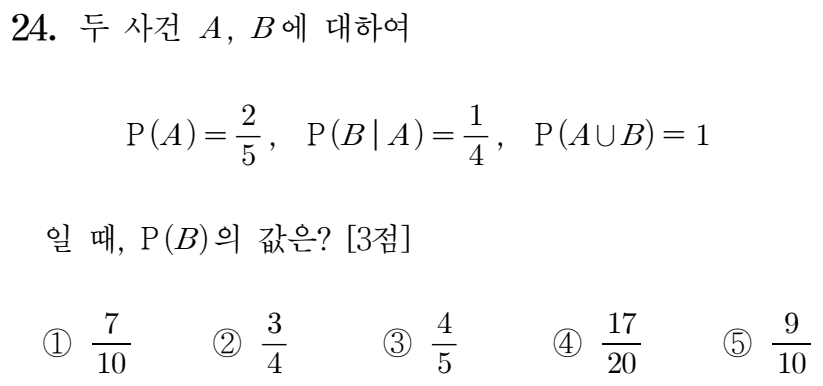 24. 두 사건 A, B에 대하여
P(A) = 2/5, P(B|A) = 1/4, P(A∪B) = 1
일 때, P(B)의 값은? [3점]
① 7/10 ② 3/4 ③ 4/5 ④ 17/20 ⑤ 9/10